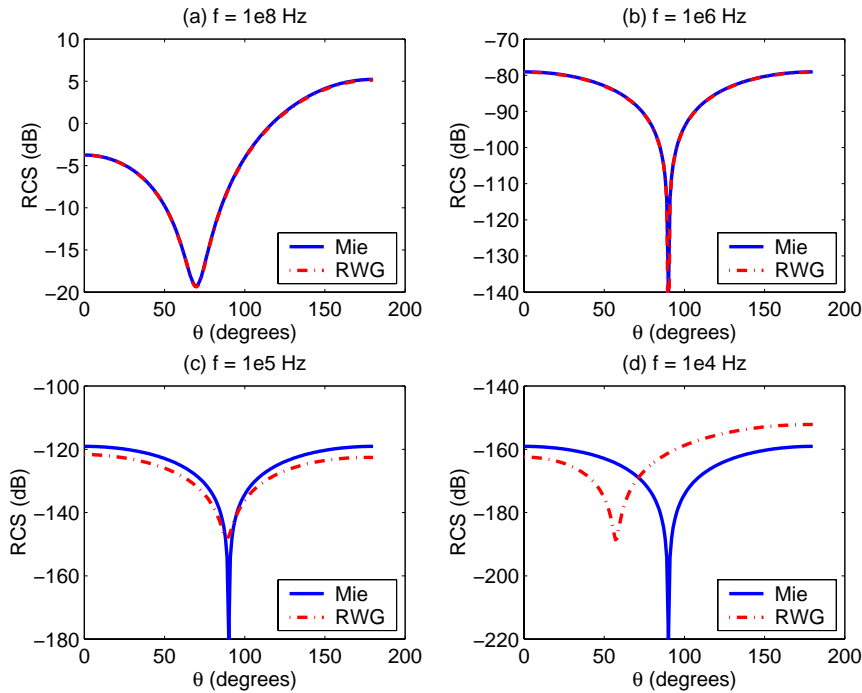 (a) f = 1e8 Hz
10
5
0
−5
−10
−15
−20
RCS (dB)
0
50
100
150
200
θ (degrees)
Mie
RWG
(b) f = 1e6 Hz
−70
−80
−90
−100
−110
−120
−130
−140
RCS (dB)
0
50
100
150
200
θ (degrees)
Mie
RWG
(c) f = 1e5 Hz
−100
−120
−140
−160
−180
RCS (dB)
0
50
100
150
200
θ (degrees)
Mie
RWG
(d) f = 1e4 Hz
−140
−160
−180
−200
−220
RCS (dB)
0
50
100
150
200
θ (degrees)
Mie
RWG